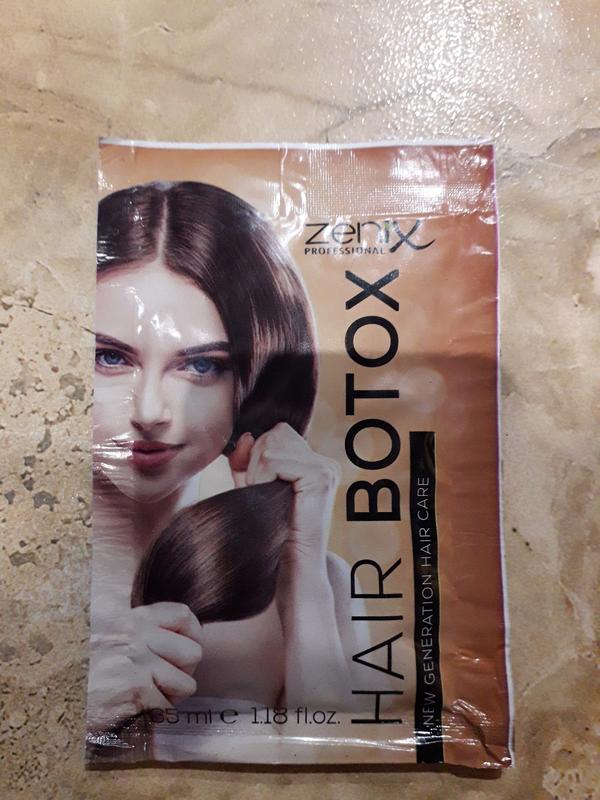 zenix
PROFESSIONAL
HAIR BOTOX
NEW GENERATION HAIR CARE
35 ml e 1.18 fl.oz.